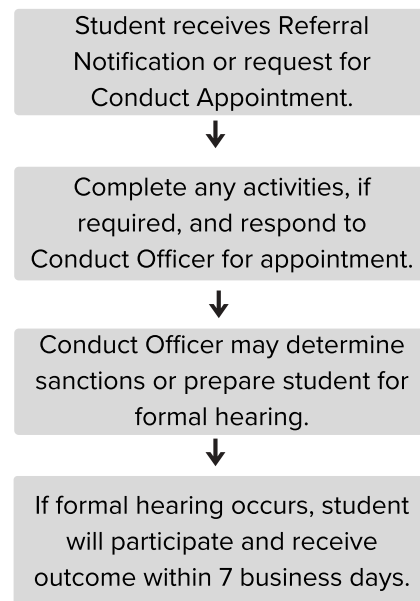 Student receives Referral
Notification or request for
Conduct Appointment.
Complete any activities, if
required, and respond to
Conduct Officer for appointment.
Conduct Officer may determine
sanctions or prepare student for
formal hearing.
If formal hearing occurs, student
will participate and receive
outcome within 7 business days.